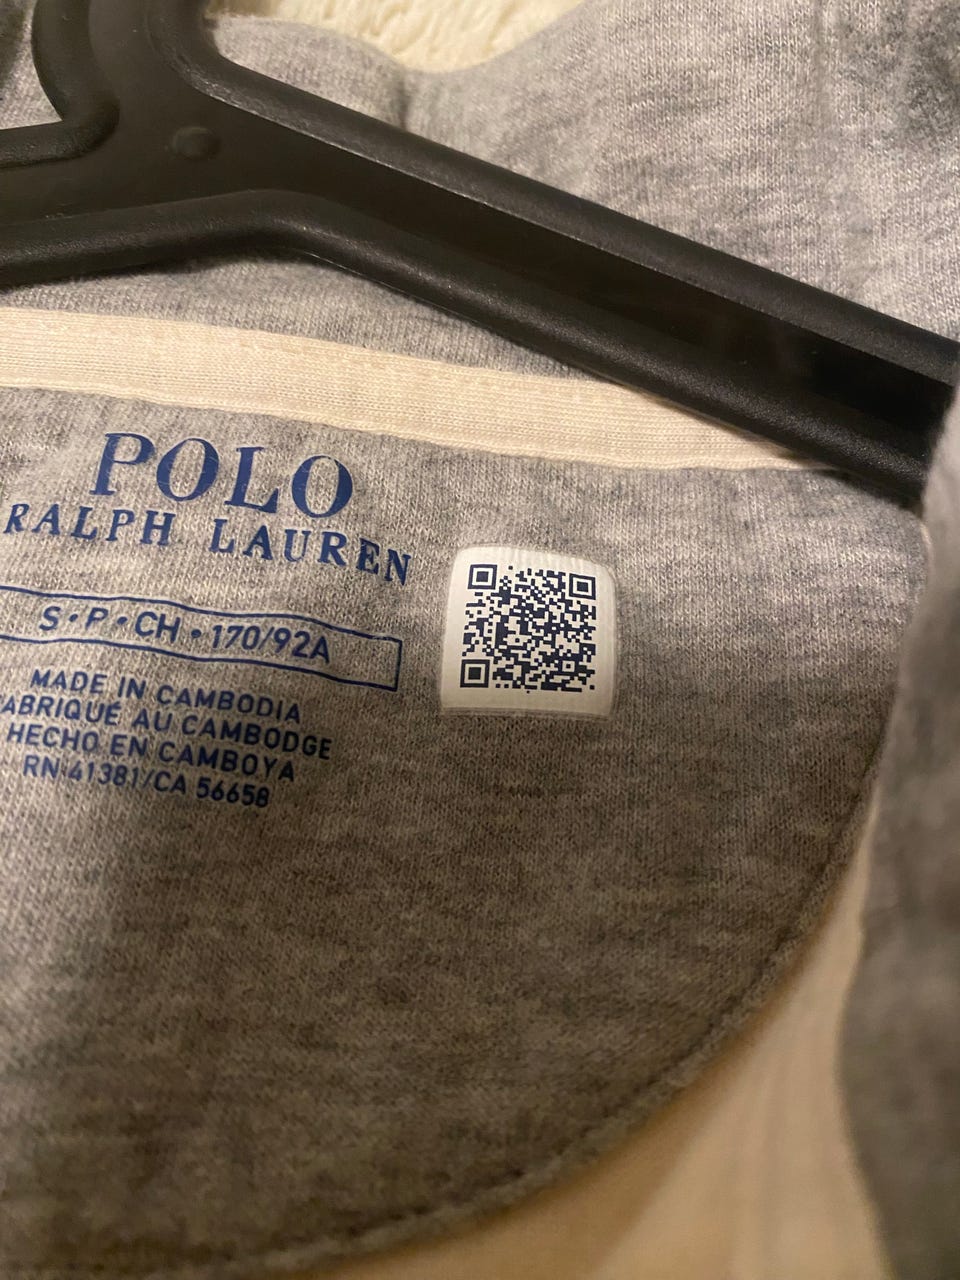 POLO
RALPH LAUREN
S•P•CH•170/92A
MADE IN CAMBODIA
FABRIQUÉ AU CAMBODGE
HECHO EN CAMBOYA
RN 41381/CA 56658